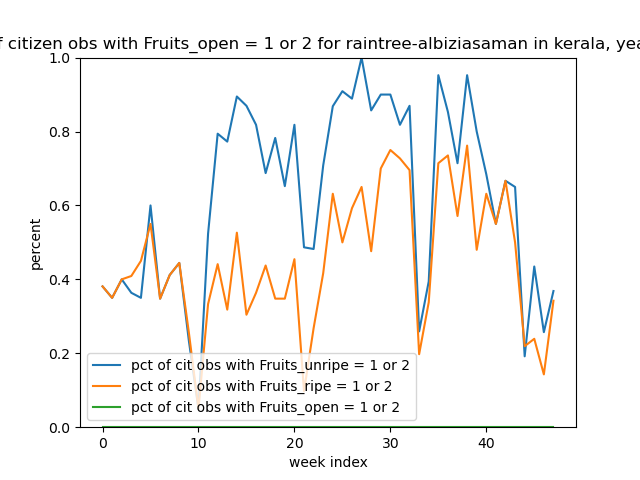 f citizen obs with Fruits_open = 1 or 2 for raintree-albiziasaman in kerala, yea
1.0
0.8
0.6
0.4
0.2
0.0
percent
pct of cit obs with Fruits_unripe = 1 or 2
pct of cit obs with Fruits_ripe = 1 or 2
pct of cit obs with Fruits_open = 1 or 2
0 10 20 30 40
week index